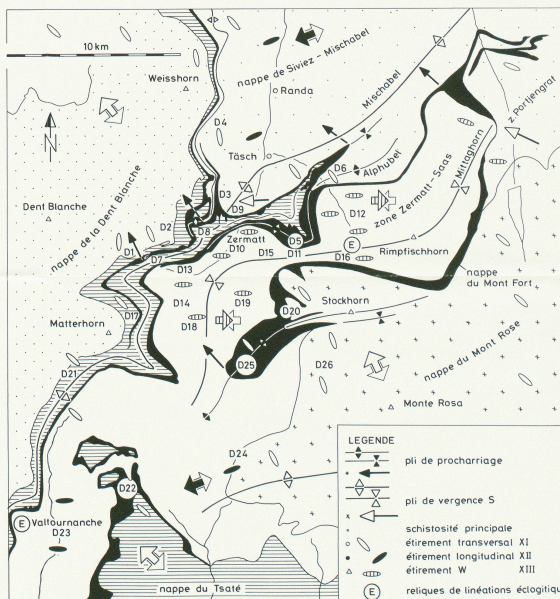 10 km
Weisshorn
nappe de Siviez - Mischabel
Randa
Mischabel
z. Portjengrat
D4
Täsch
N
D6
Alphubel
Mittaghorn
D3
D9
Dent Blanche
nappe de la Dent Blanche
D2
D8
D12
zone Zermatt-Saas
Zermatt
D5
D1
D7
D10
D15
D11
E
D16
Rimpfischhorn
D13
nappe
du Mont Fort
D14
D19
Stockhorn
D17
D20
D18
Matterhorn
nappe du Mont Rose
D25
D26
D21
Monte Rosa
LEGENDE
pli de procharriage
D24
D22
pli de vergence S
E
Valtournanche
D23
schistosité principale
étirement transversal XI
étirement longitudinal XII
étirement W XIII
nappe du Tsaté
E
reliques de linéations éclogitiqu